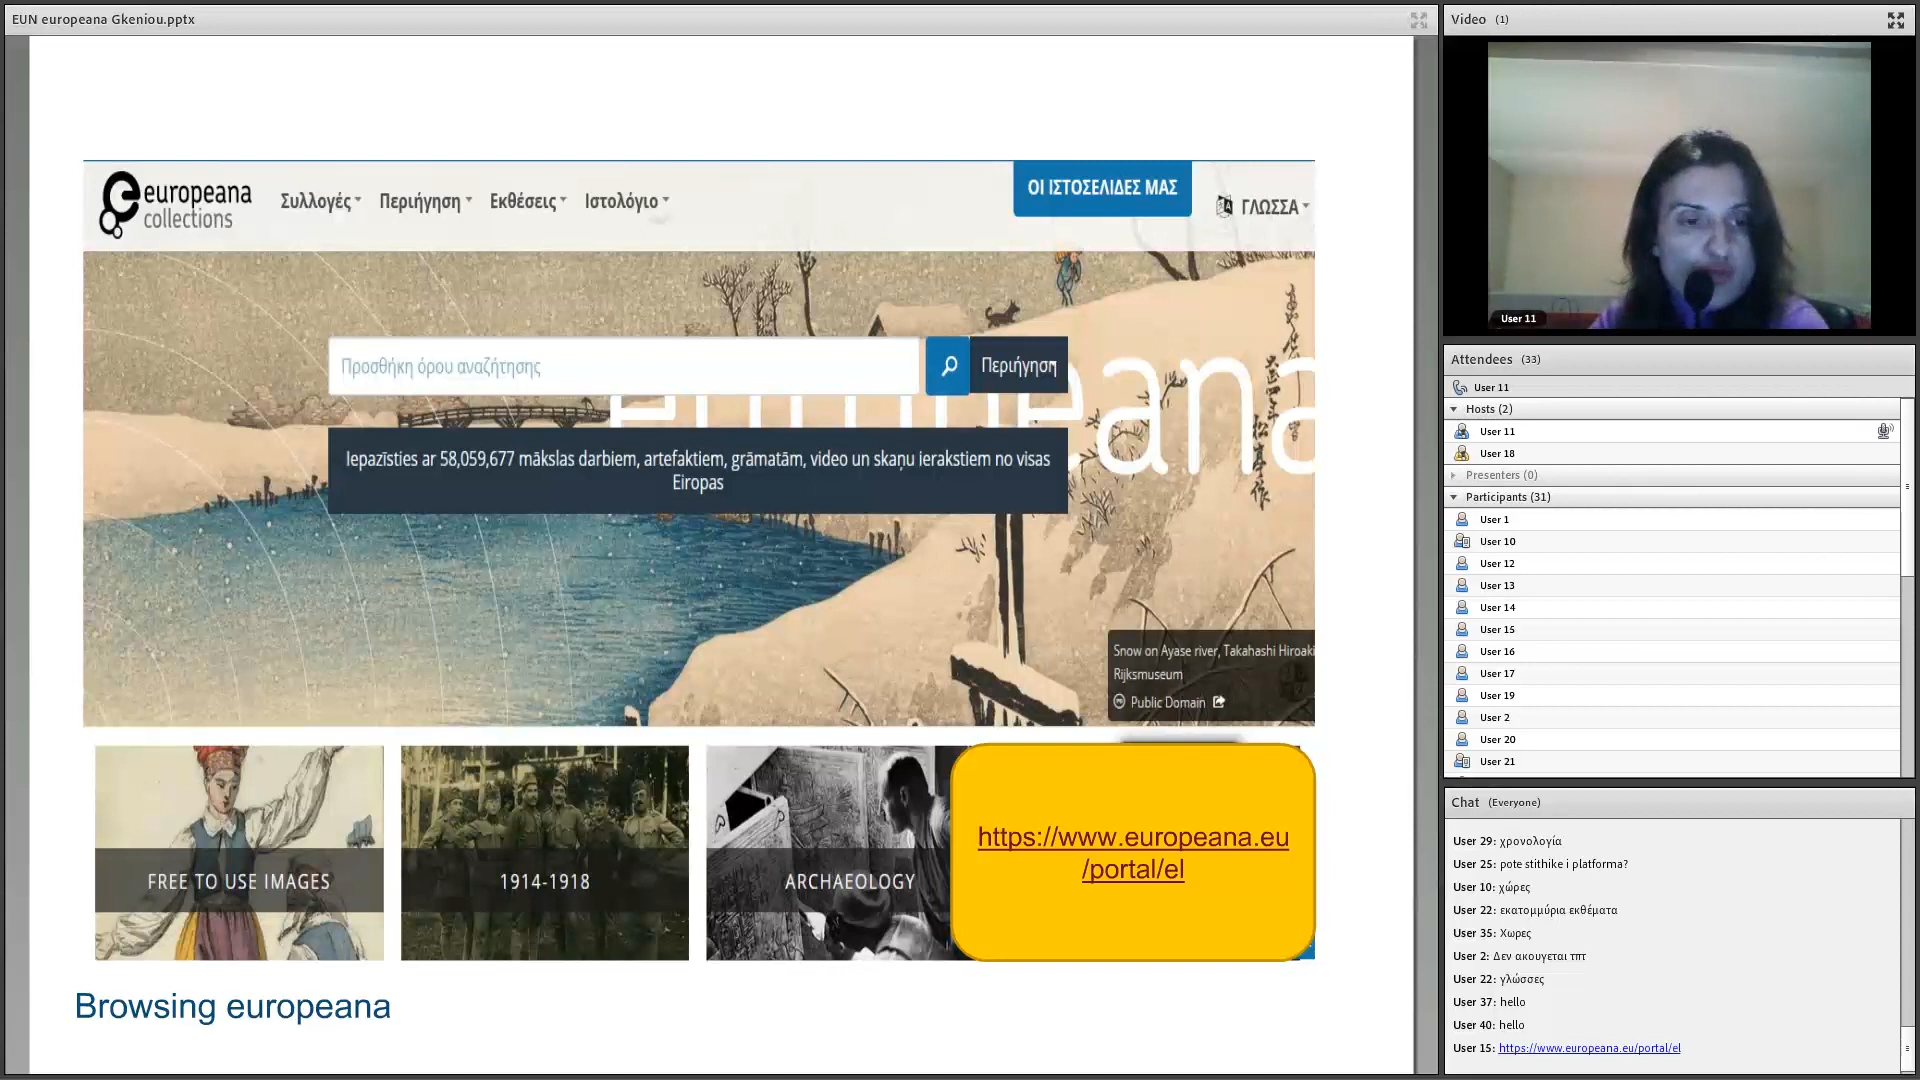 EUN europeana Gkeniou.pptx
europeana
collections
Συλλογές
Περιήγηση
Εκθέσεις
Ιστολόγιο
ΟΙ ΙΣΤΟΣΕΛΙΔΕΣ ΜΑΣ
ΓΛΩΣΣΑ
Προσθήκη όρου αναζήτησης
Περιήγηση
europeana
Iepazīsties ar 58,059,677 mākslas darbiem, artefaktiem, grāmatām, video un skaņu ierakstiem no visas
Eiropas
Snow on Ayase river, Takahashi Hiroaki
Rijksmuseum
Public Domain
FREE TO USE IMAGES
1914-1918
ARCHAEOLOGY
https://www.europeana.eu
/portal/el
Browsing europeana
Video (1)
User 11
Attendees (33)
User 11
Hosts (2)
User 11
User 18
Presenters (0)
Participants (31)
User 1
User 10
User 12
User 13
User 14
User 15
User 16
User 17
User 19
User 2
User 20
User 21
Chat (Everyone)
User 29: χρονολογία
User 25: pote stithike i platforma?
User 10: χώρες
User 22: εκατομμύρια εκθέματα
User 35: Χωρες
User 2: Δεν ακουγεται τπτ
User 22: γλώσσες
User 37: hello
User 40: hello
User 15: https://www.europeana.eu/portal/el